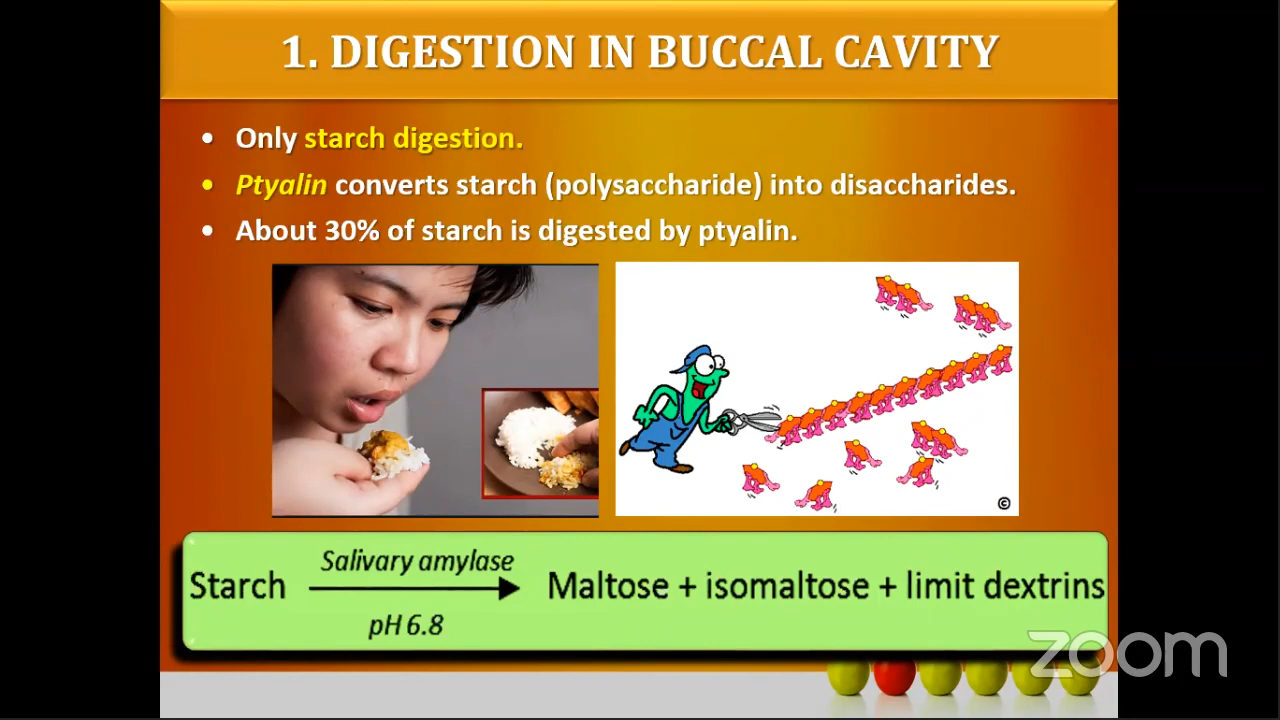 1. DIGESTION IN BUCCAL CAVITY
• Only starch digestion.
• Ptyalin converts starch (polysaccharide) into disaccharides.
• About 30% of starch is digested by ptyalin.
©
Salivary amylase
Starch Maltose + isomaltose + limit dextrins
pH 6.8
zoom